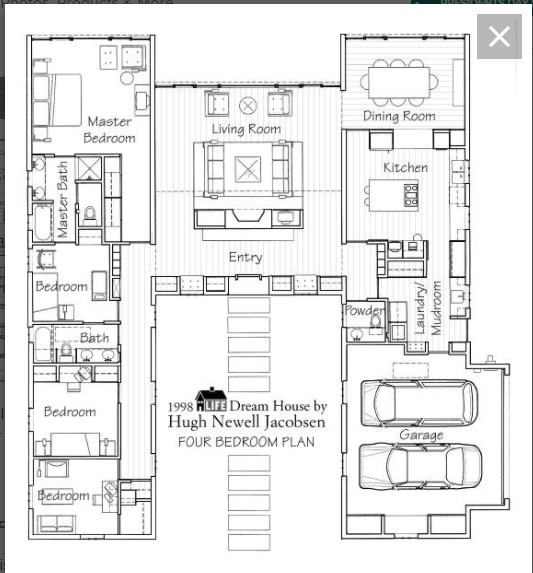 Master
Bedroom
Living Room
Dining Room
Kitchen
Master Bath
Entry
Bedroom
Laundry/
Mudroom
Powder
Bath
1998 LIFE Dream House by
Hugh Newell Jacobsen
FOUR BEDROOM PLAN
Bedroom
Garage
Bedroom